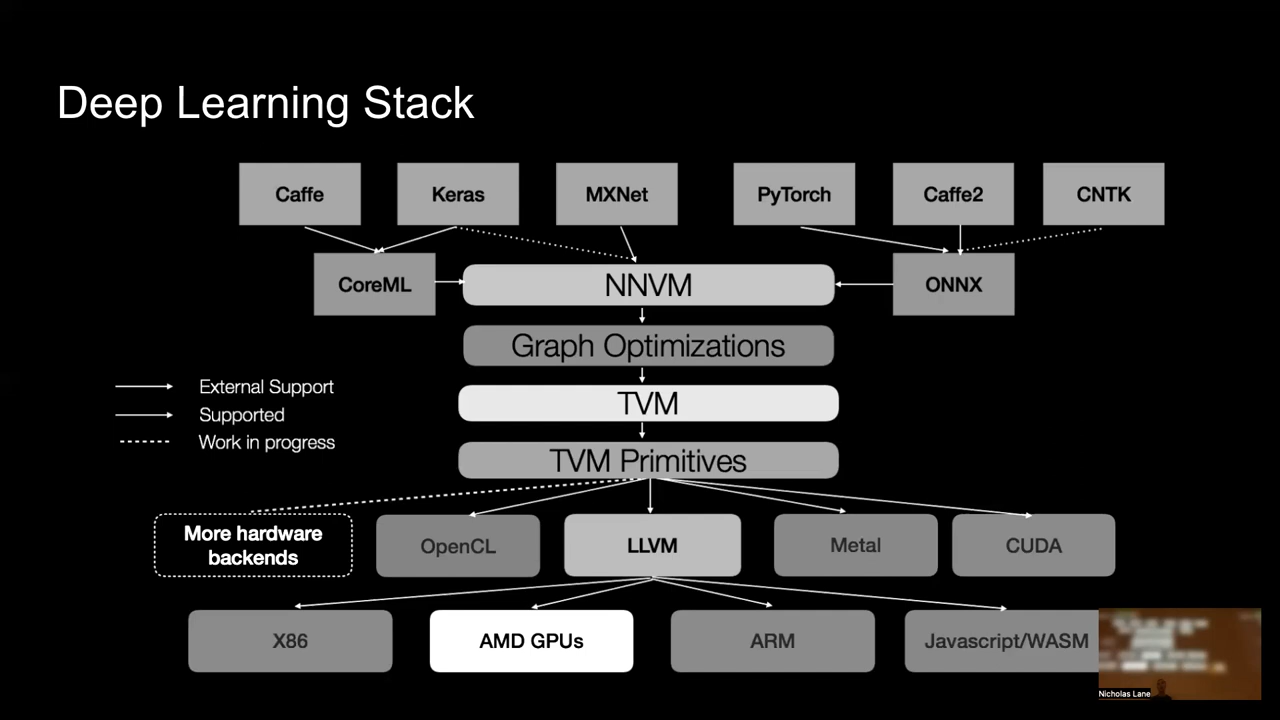 Deep Learning Stack
Caffe
Keras
MXNet
PyTorch
Caffe2
CNTK
CoreML
NNVM
ONNX
Graph Optimizations
External Support
TVM
Supported
Work in progress
TVM Primitives
More hardware
backends
OpenCL
LLVM
Metal
CUDA
X86
AMD GPUs
ARM
Javascript/WASM
Nicholas Lane